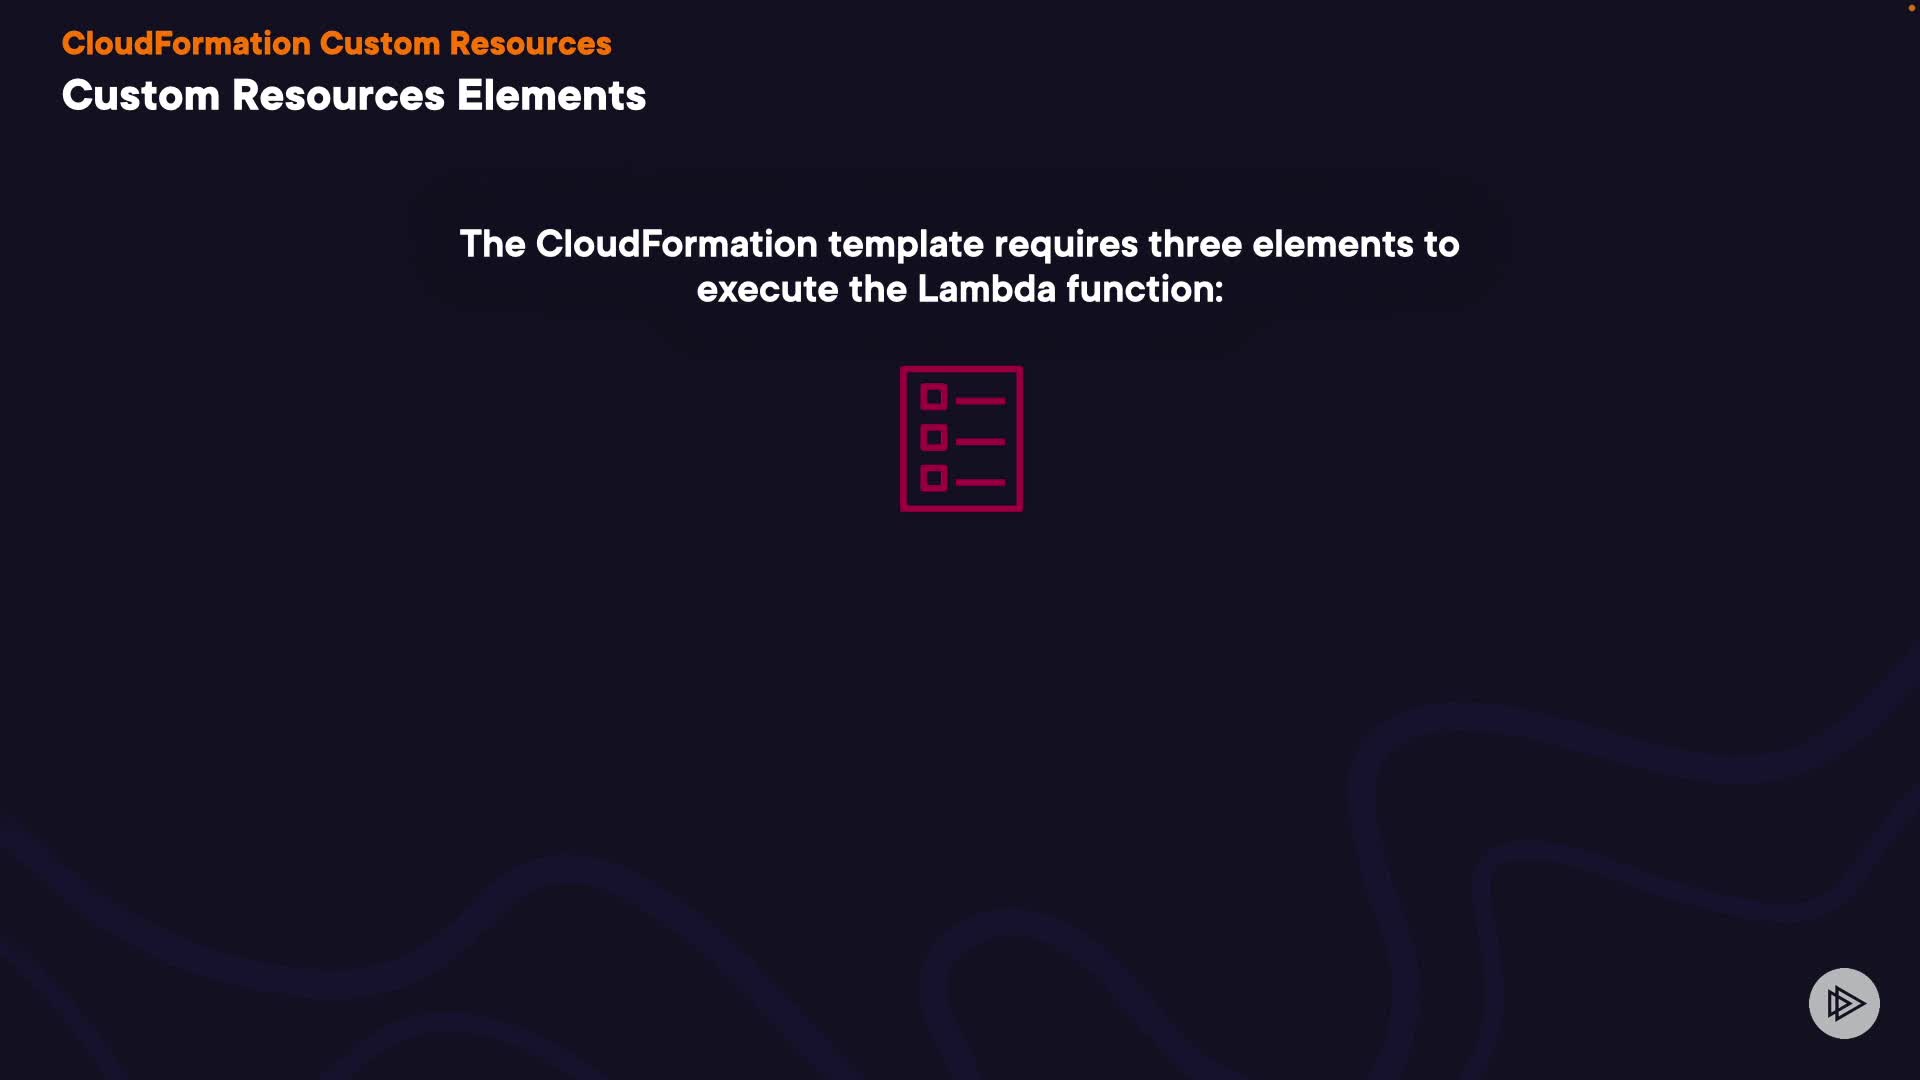 CloudFormation Custom Resources
Custom Resources Elements
The CloudFormation template requires three elements to
execute the Lambda function: